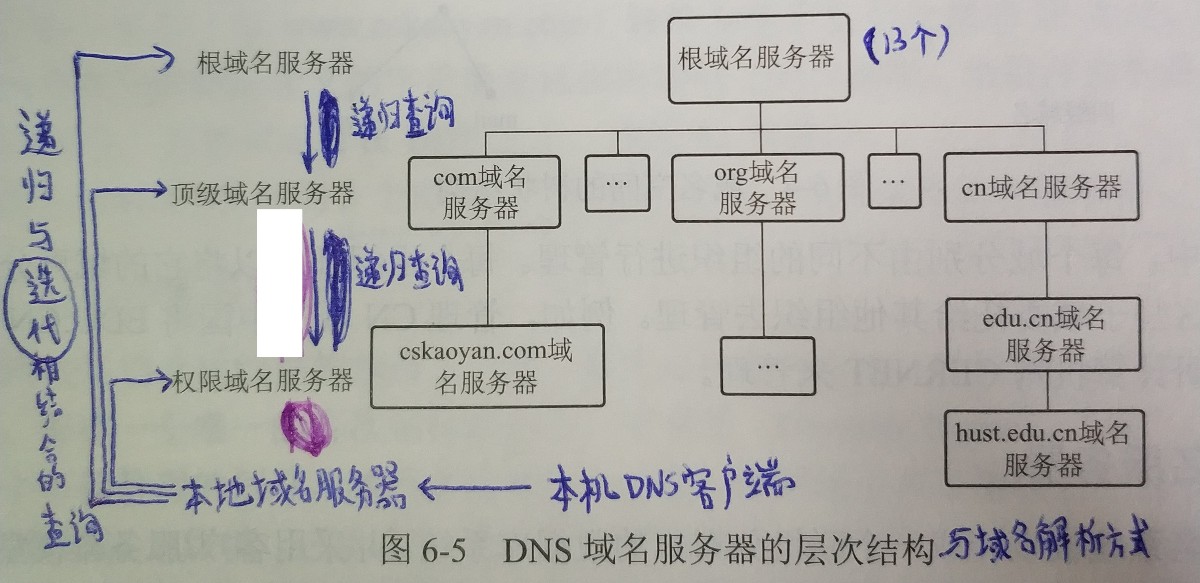 根域名服务器
递归查询
顶级域名服务器
递归查询
权限域名服务器
本地域名服务器
本机DNS客户端
递归与迭代相结合的查询
根域名服务器
(13个)
com域名
服务器
...
org域名
服务器
...
cn域名服务器
cskaoyan.com域
名服务器
...
edu.cn域名
服务器
hust.edu.cn域名
服务器
图 6-5 DNS 域名服务器的层次结构与域名解析方式